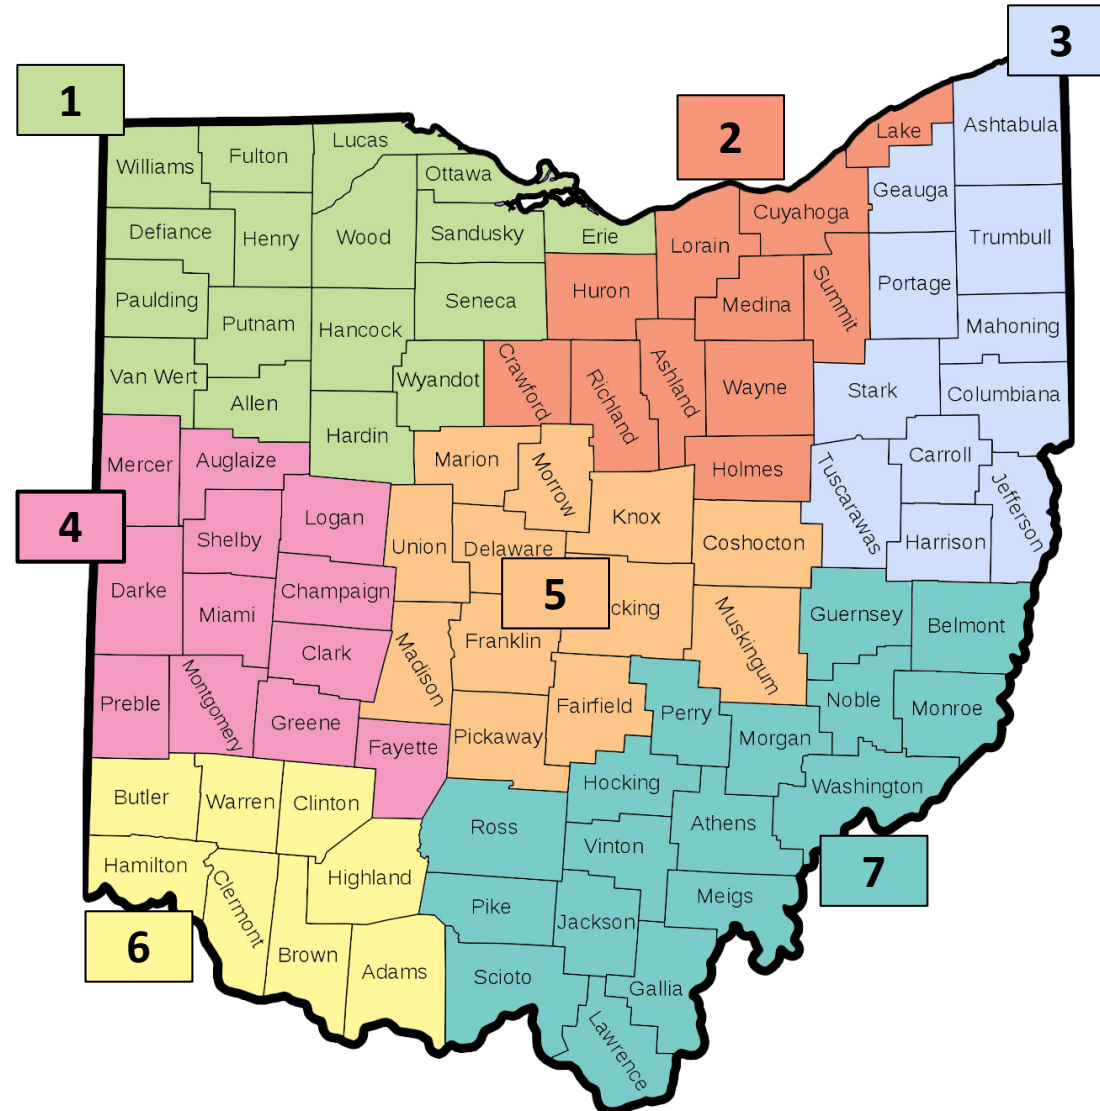 3
1
2
Lake
Ashtabula
Lucas
Williams
Fulton
Ottawa
Geauga
Cuyahoga
Defiance
Henry
Wood
Sandusky
Erie
Lorain
Trumbull
Paulding
Seneca
Huron
Medina
Summit
Portage
Putnam
Hancock
Mahoning
Van Wert
Wyandot
Crawford
Richland
Ashland
Wayne
Stark
Columbiana
Allen
Hardin
Mercer
Auglaize
Marion
Morrow
Holmes
Tuscarawas
Carroll
Jefferson
4
Logan
Knox
Shelby
Union
Delaware
Coshocton
Harrison
Darke
Miami
Champaign
5
cking
Muskingum
Guernsey
Belmont
Clark
Madison
Franklin
Preble
Montgomery
Greene
Fayette
Pickaway
Fairfield
Perry
Noble
Monroe
Morgan
Butler
Warren
Clinton
Hocking
Washington
Ross
Athens
Vinton
Hamilton
Clermont
Highland
7
Pike
Jackson
Meigs
6
Brown
Adams
Scioto
Gallia
Lawrence